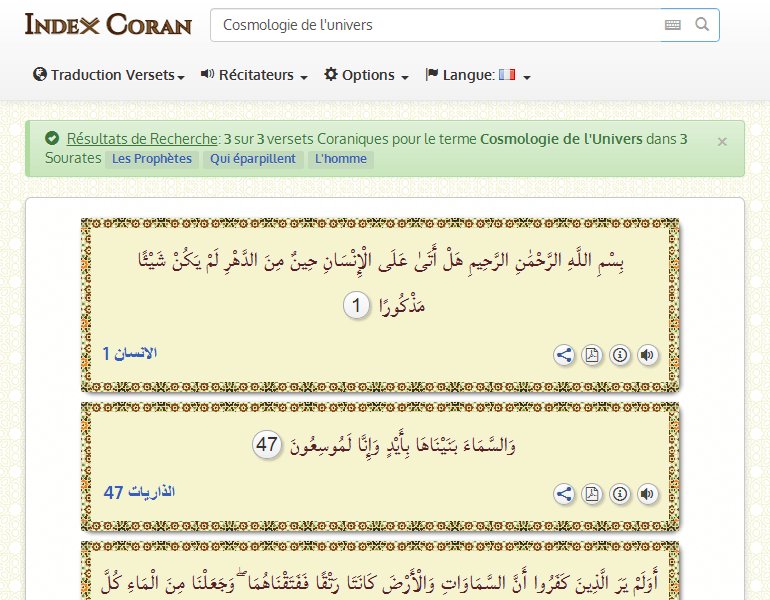 INDEX CORAN
Cosmologie de l'univers
Traduction Versets Récitateurs Options Langue:
Résultats de Recherche: 3 sur 3 versets Coraniques pour le terme Cosmologie de l'Univers dans 3
Sourates Les Prophètes Qui éparpillent L'homme
×
بِسْمِ اللَّهِ الرَّحْمَٰنِ الرَّحِيمِ هَلْ أَتَىٰ عَلَى الْإِنْسَانِ حِينٌ مِنَ الدَّهْرِ لَمْ يَكُنْ شَيْئًا
مَذْكُورًا 1
الانسان 1
وَالسَّمَاءَ بَنَيْنَاهَا بِأَيْدٍ وَإِنَّا لَمُوسِعُونَ 47
الذاريات 47
أَوَلَمْ يَرَ الَّذِينَ كَفَرُوا أَنَّ السَّمَاوَاتِ وَالْأَرْضَ كَانَتَا رَتْقًا فَفَتَقْنَاهُمَا ۖ وَجَعَلْنَا مِنَ الْمَاءِ كُلَّ